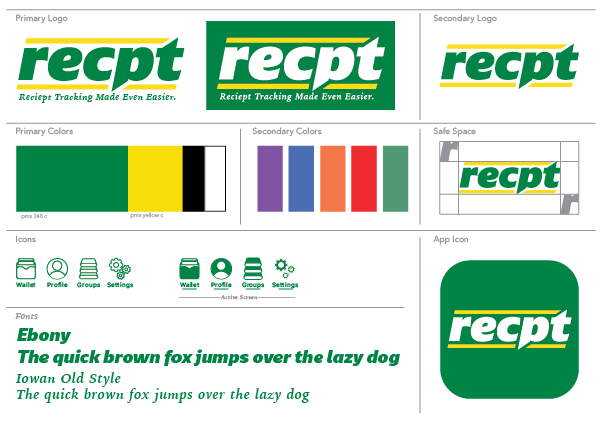 Primary Logo
recpt
Reciept Tracking Made Even Easier.
recpt
Reciept Tracking Made Even Easier.
Secondary Logo
recpt
Primary Colors
pms 348 c
pms yellow c
Secondary Colors
Safe Space
r
recpt
r
Icons
Wallet Profile Groups Settings
Wallet Profile Groups Settings
Active Screen
App Icon
recpt
Fonts
Ebony
The quick brown fox jumps over the lazy dog
Iowan Old Style
The quick brown fox jumps over the lazy dog